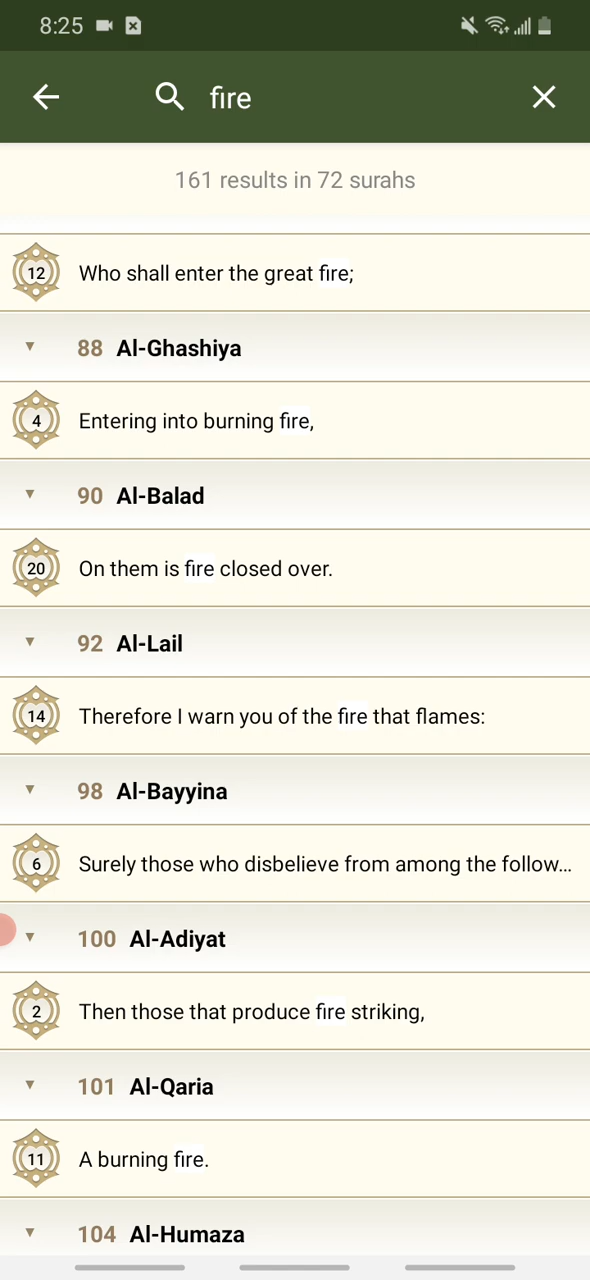 8:25
fire
161 results in 72 surahs
12 Who shall enter the great fire;
88 Al-Ghashiya
4 Entering into burning fire,
90 Al-Balad
20 On them is fire closed over.
92 Al-Lail
14 Therefore I warn you of the fire that flames:
98 Al-Bayyina
6 Surely those who disbelieve from among the follow...
100 Al-Adiyat
2 Then those that produce fire striking,
101 Al-Qaria
11 A burning fire.
104 Al-Humaza